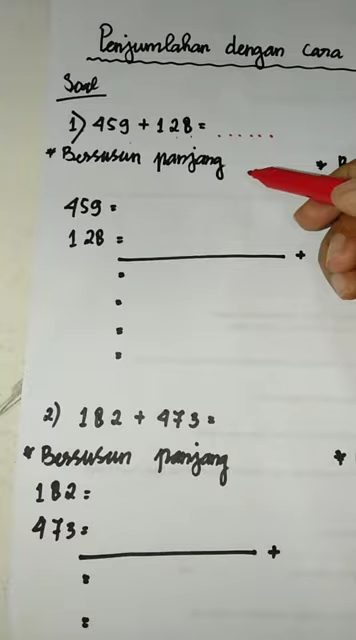 Penjumlahan dengan cara
Soal
1) 459 + 128 = ......
* Bersusun panjang *
459 =
128 =
+
=
=
=
=
2) 182 + 473 =
* Bersusun panjang *
182 =
473 =
+
=
=